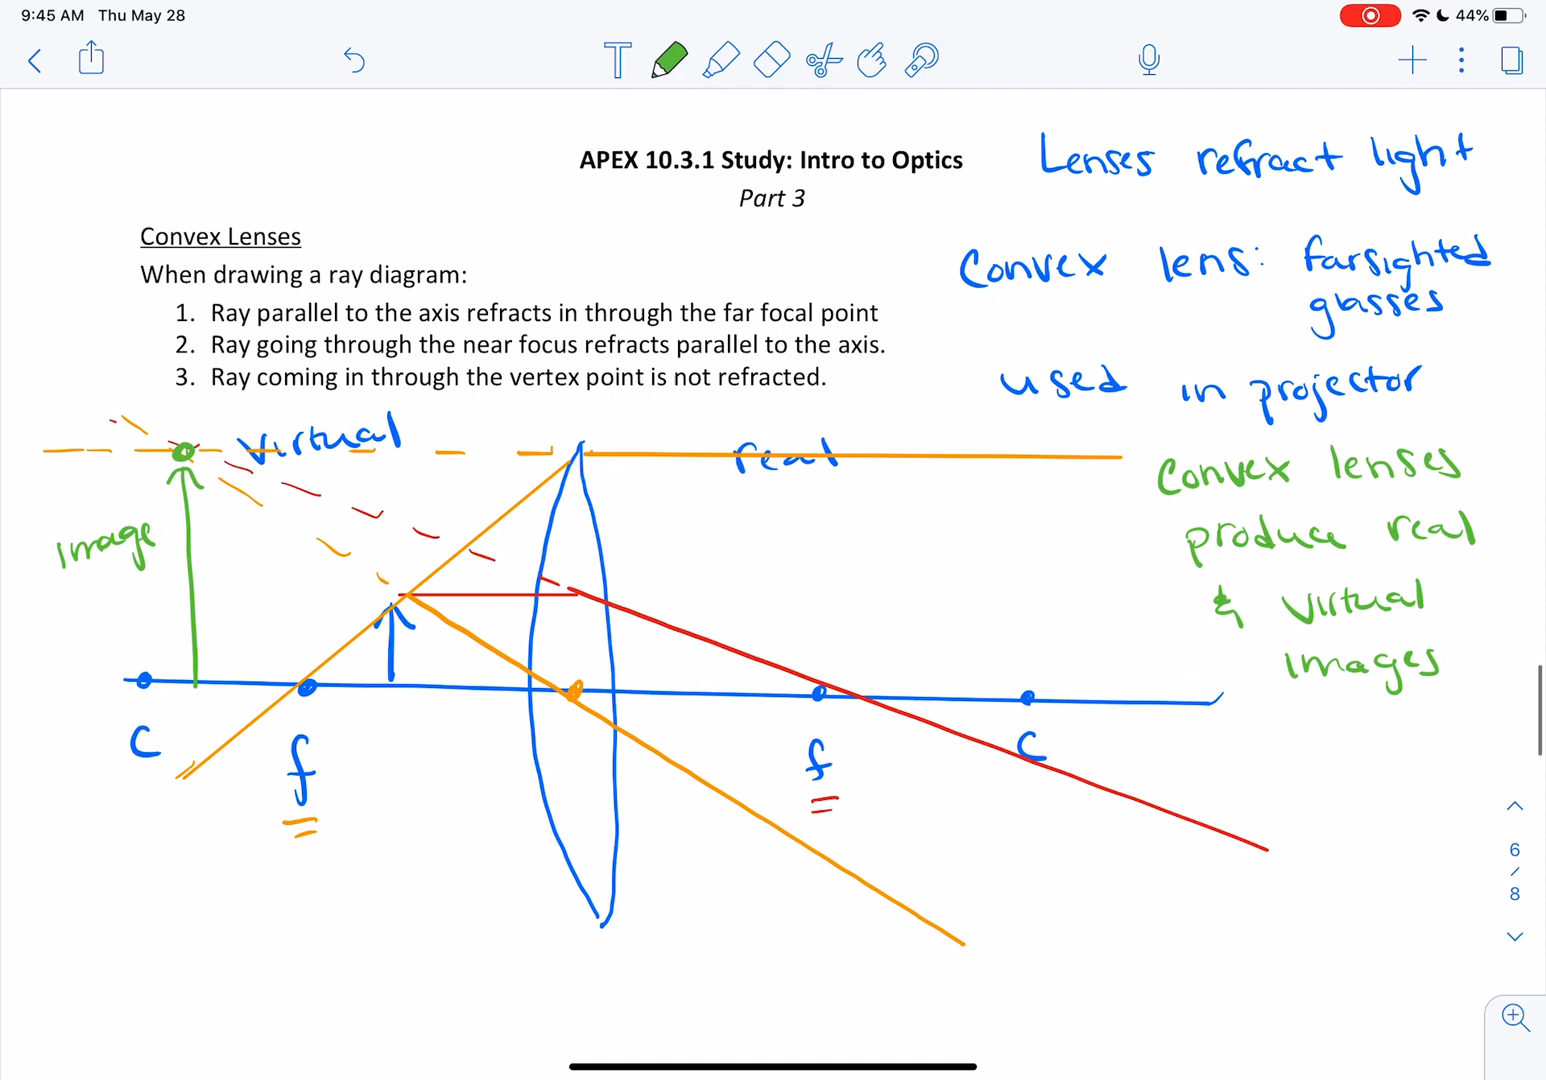 9:45 AM Thu May 28
44%
APEX 10.3.1 Study: Intro to Optics
Part 3
Lenses refract light
Convex Lenses
When drawing a ray diagram:
1. Ray parallel to the axis refracts in through the far focal point
2. Ray going through the near focus refracts parallel to the axis.
3. Ray coming in through the vertex point is not refracted.
Convex lens: farsighted
glasses
used in projector
Virtual
real
Convex lenses
produce real
& virtual
images
image
C
f
f
C
6
/
8